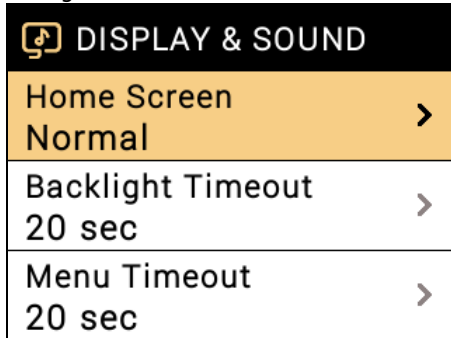 DISPLAY & SOUND
Home Screen
Normal
Backlight Timeout
20 sec
Menu Timeout
20 sec